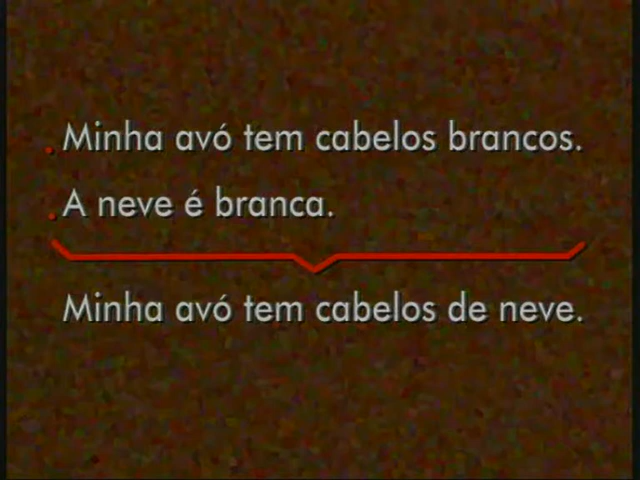 Minha avó tem cabelos brancos.
A neve é branca.
Minha avó tem cabelos de neve.